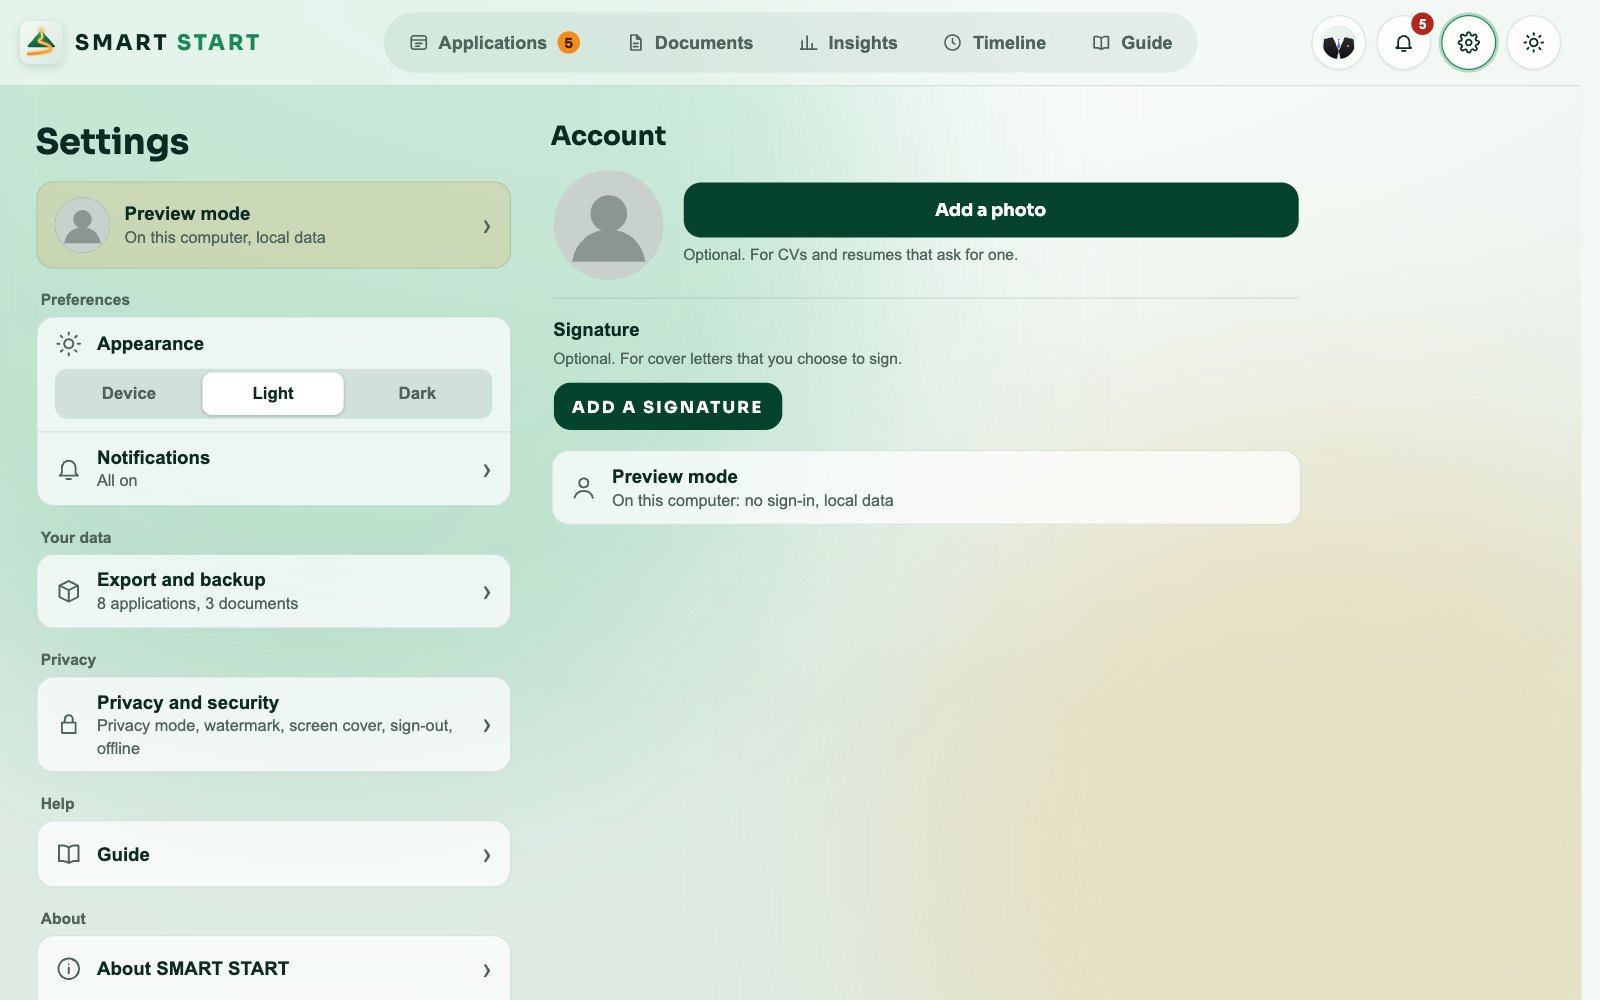 SMART START
Applications 5
Documents
Insights
Timeline
Guide
5
Settings
Preview mode
On this computer, local data
Preferences
Appearance
Device
Light
Dark
Notifications
All on
Your data
Export and backup
8 applications, 3 documents
Privacy
Privacy and security
Privacy mode, watermark, screen cover, sign-out,
offline
Help
Guide
About
About SMART START
Account
Add a photo
Optional. For CVs and resumes that ask for one.
Signature
Optional. For cover letters that you choose to sign.
ADD A SIGNATURE
Preview mode
On this computer: no sign-in, local data